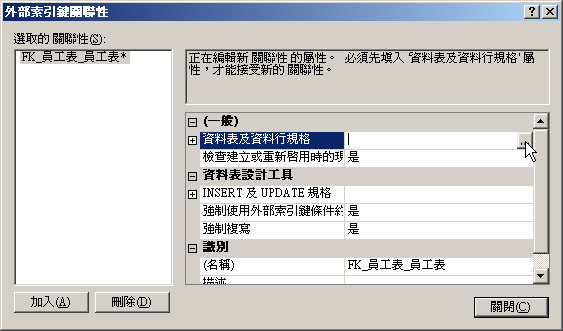 外部索引鍵關聯性
選取的 關聯性(S):
FK_員工表_員工表*
正在編輯新 關聯性 的屬性。 必須先填入 '資料表及資料行規格' 屬
性，才能接受新的 關聯性。
(一般)
資料表及資料行規格
檢查建立或重新啓用時的現 是
資料表設計工具
INSERT 及 UPDATE 規格
強制使用外部索引鍵條件約 是
強制複寫 是
識別
(名稱) FK_員工表_員工表
加入(A) 刪除(D)
關閉(C)